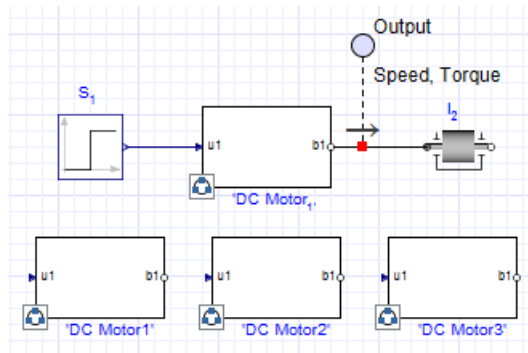 Output
Speed, Torque
S1
I2
u1
b1
'DC Motor1'
u1
b1
u1
b1
u1
b1
'DC Motor1'
'DC Motor2'
'DC Motor3'